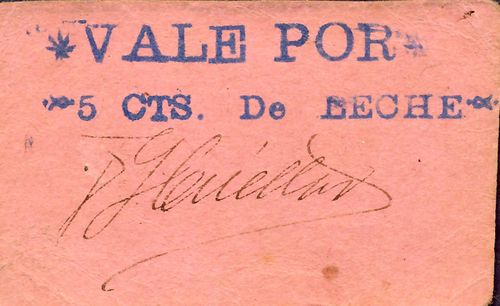 VALE POR
5 CTS. De LECHE